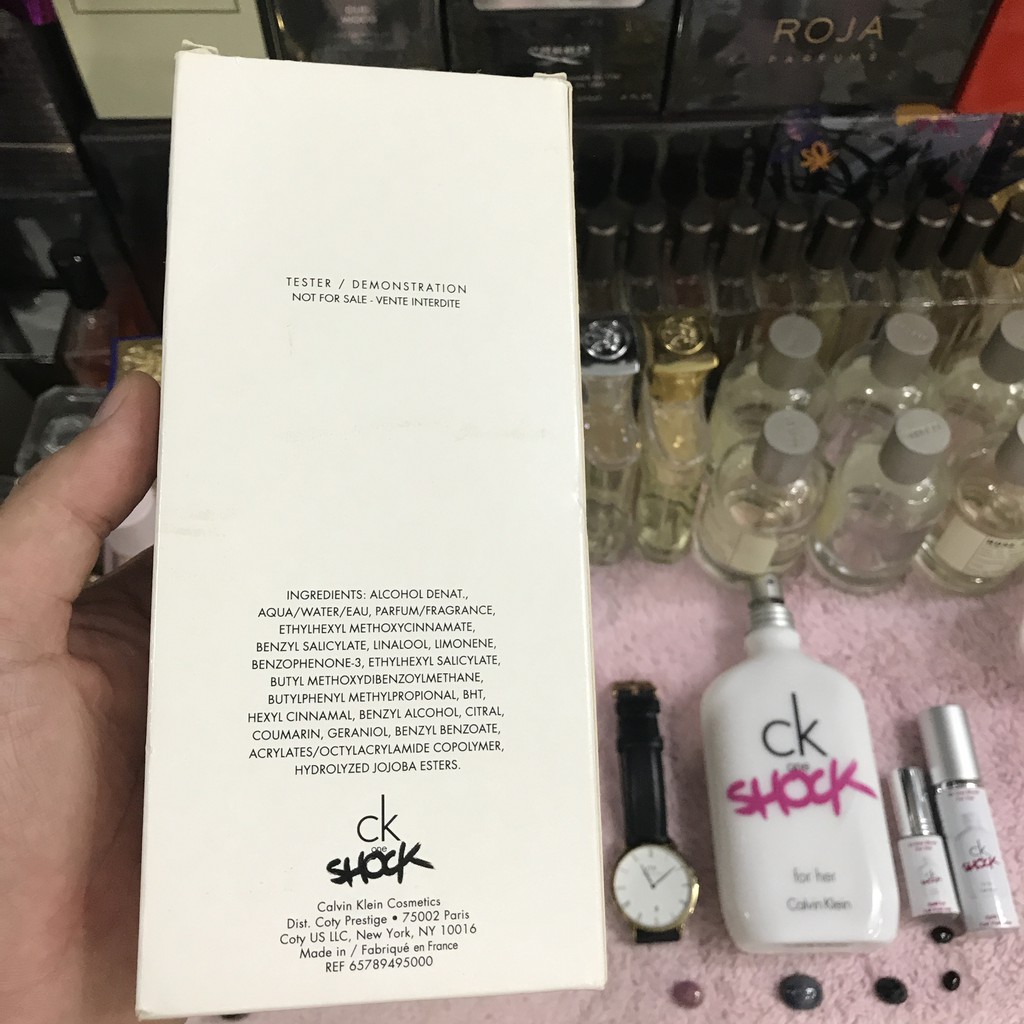 ROJA
PARFUMS
TESTER / DEMONSTRATION
NOT FOR SALE - VENTE INTERDITE
INGREDIENTS: ALCOHOL DENAT.,
AQUA/WATER/EAU, PARFUM/FRAGRANCE,
ETHYLHEXYL METHOXYCINNAMATE,
BENZYL SALICYLATE, LINALOOL, LIMONENE,
BENZOPHENONE-3, ETHYLHEXYL SALICYLATE,
BUTYL METHOXYDIBENZOYLMETHANE,
BUTYLPHENYL METHYLPROPIONAL, BHT,
HEXYL CINNAMAL, BENZYL ALCOHOL, CITRAL,
COUMARIN, GERANIOL, BENZYL BENZOATE,
ACRYLATES/OCTYLACRYLAMIDE COPOLYMER,
HYDROLYZED JOJOBA ESTERS.
ck
one
SHOCK
Calvin Klein Cosmetics
Dist. Coty Prestige • 75002 Paris
Coty US LLC, New York, NY 10016
Made in / Fabriqué en France
REF 65789495000
ck
one
SHOCK
for her
Calvin Klein
ck
SHOCK